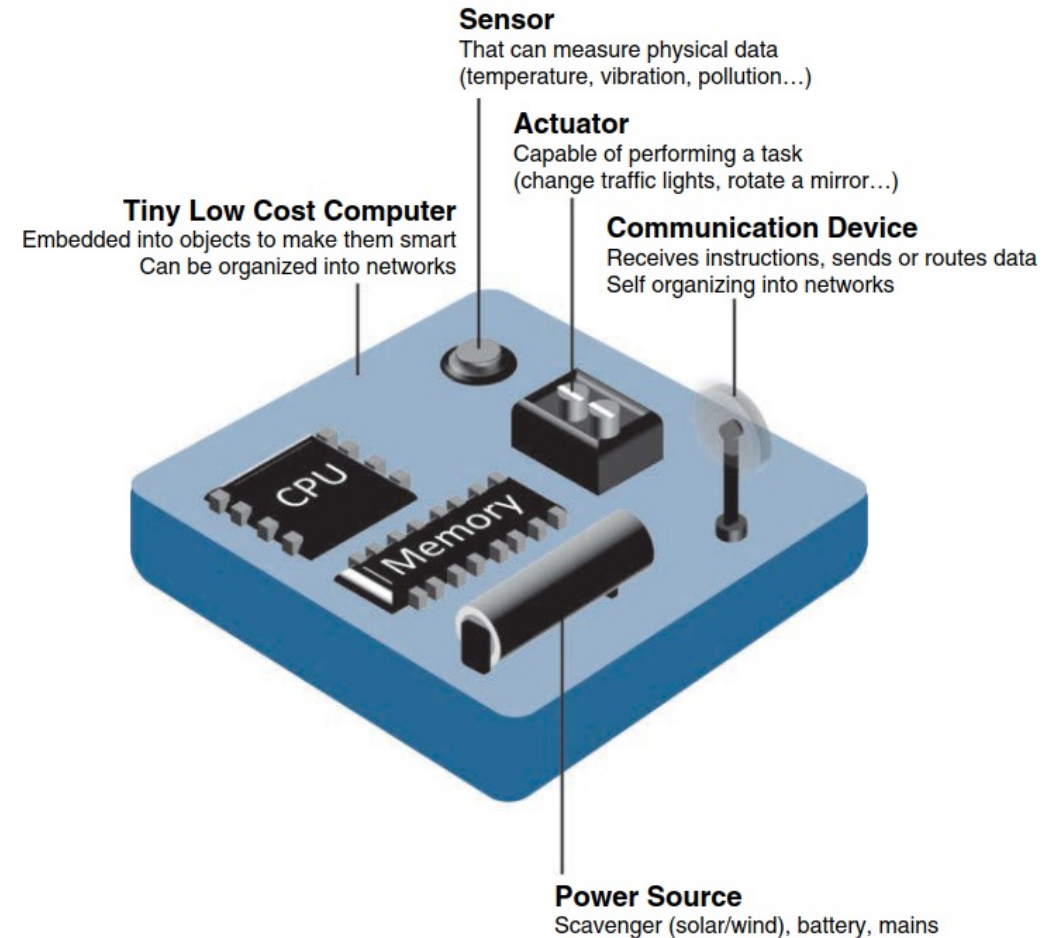 Sensor
That can measure physical data
(temperature, vibration, pollution…)
Actuator
Capable of performing a task
(change traffic lights, rotate a mirror…)
Tiny Low Cost Computer
Embedded into objects to make them smart
Can be organized into networks
Communication Device
Receives instructions, sends or routes data
Self organizing into networks
CPU
Memory
Power Source
Scavenger (solar/wind), battery, mains